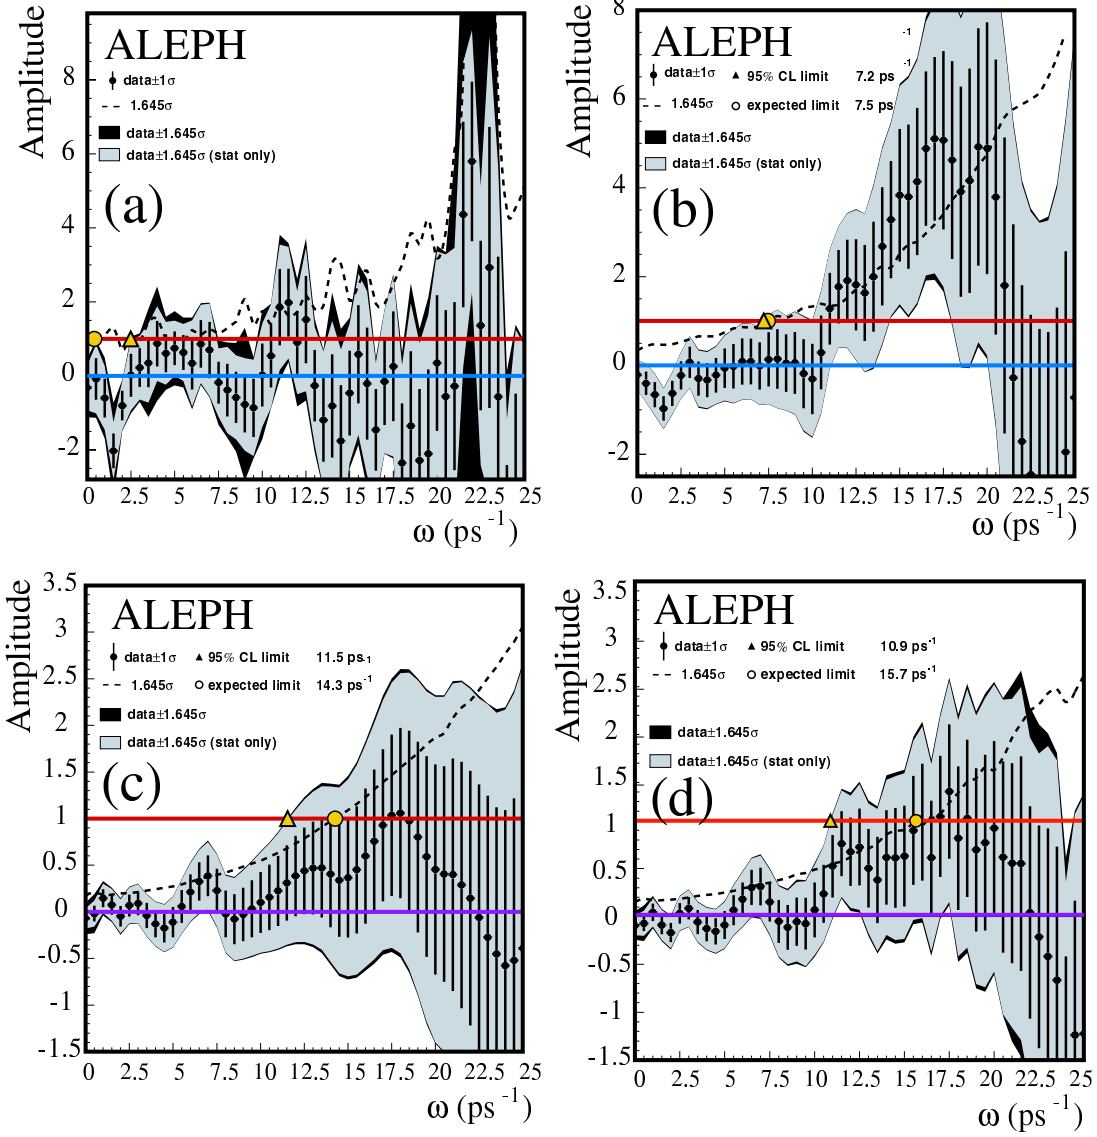 Amplitude
ALEPH
data±1σ
1.645σ
data±1.645σ
data±1.645σ (stat only)
(a)
8
6
4
2
0
-2
0 2.5 5 7.5 10 12.5 15 17.5 20 22.5 25
ω (ps -1)
Amplitude
ALEPH
data±1σ 95% CL limit 7.2 ps -1
1.645σ expected limit 7.5 ps -1
data±1.645σ
data±1.645σ (stat only)
(b)
8
6
4
2
0
-2
0 2.5 5 7.5 10 12.5 15 17.5 20 22.5 25
ω (ps -1)
Amplitude
ALEPH
data±1σ 95% CL limit 11.5 ps-1
1.645σ expected limit 14.3 ps-1
data±1.645σ
data±1.645σ (stat only)
(c)
3.5
3
2.5
2
1.5
1
0.5
0
-0.5
-1
-1.5
0 2.5 5 7.5 10 12.5 15 17.5 20 22.5 25
ω (ps -1)
Amplitude
ALEPH
data±1σ 95% CL limit 10.9 ps-1
1.645σ expected limit 15.7 ps-1
data±1.645σ
data±1.645σ (stat only)
(d)
3.5
3
2.5
2
1.5
1
0.5
0
-0.5
-1
-1.5
0 2.5 5 7.5 10 12.5 15 17.5 20 22.5 25
ω (ps -1)